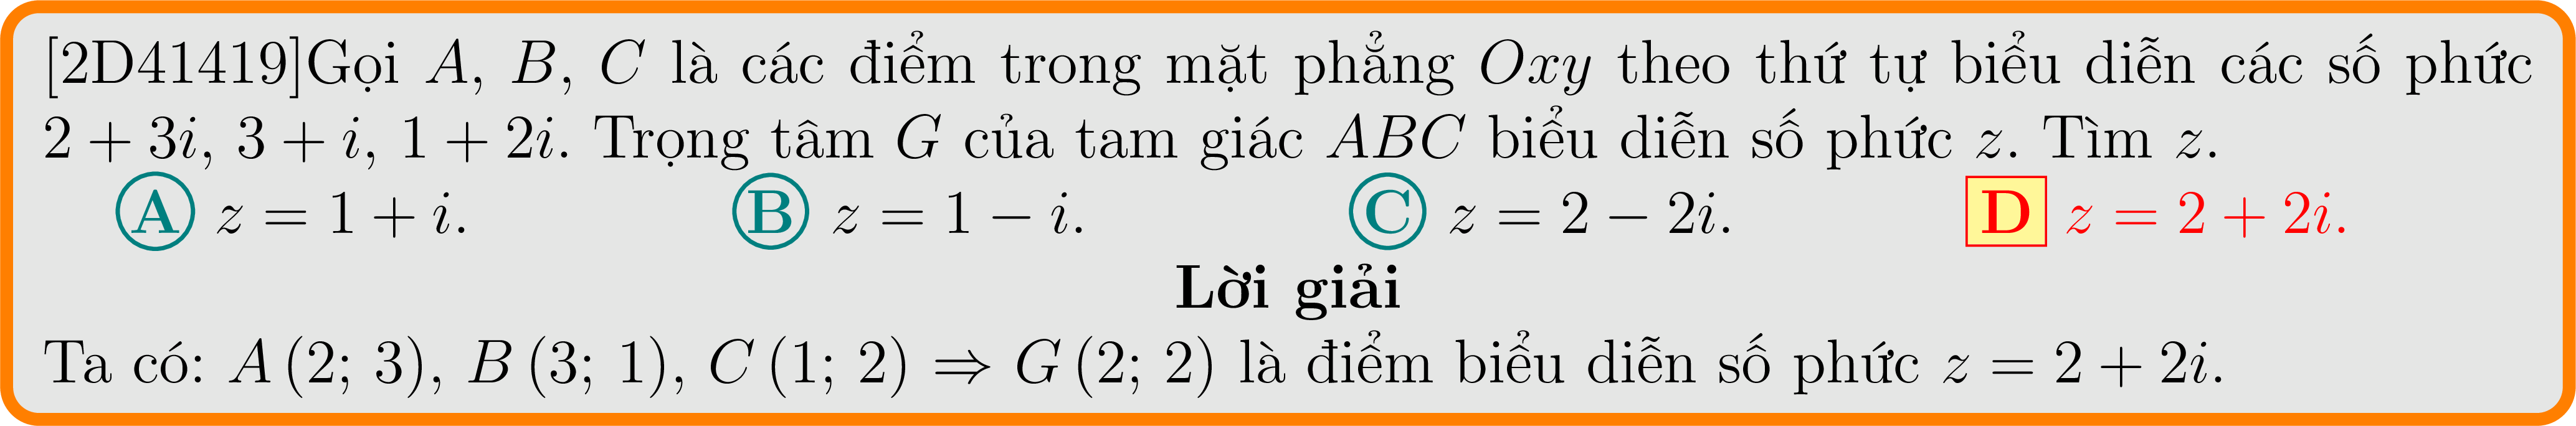 [2D41419]Gọi A, B, C là các điểm trong mặt phẳng Oxy theo thứ tự biểu diễn các số phức
2 + 3i, 3 + i, 1 + 2i. Trọng tâm G của tam giác ABC biểu diễn số phức z. Tìm z.
A z = 1 + i. B z = 1 − i. C z = 2 − 2i. D z = 2 + 2i.
Lời giải
Ta có: A (2; 3), B (3; 1), C (1; 2) ⇒ G (2; 2) là điểm biểu diễn số phức z = 2 + 2i.